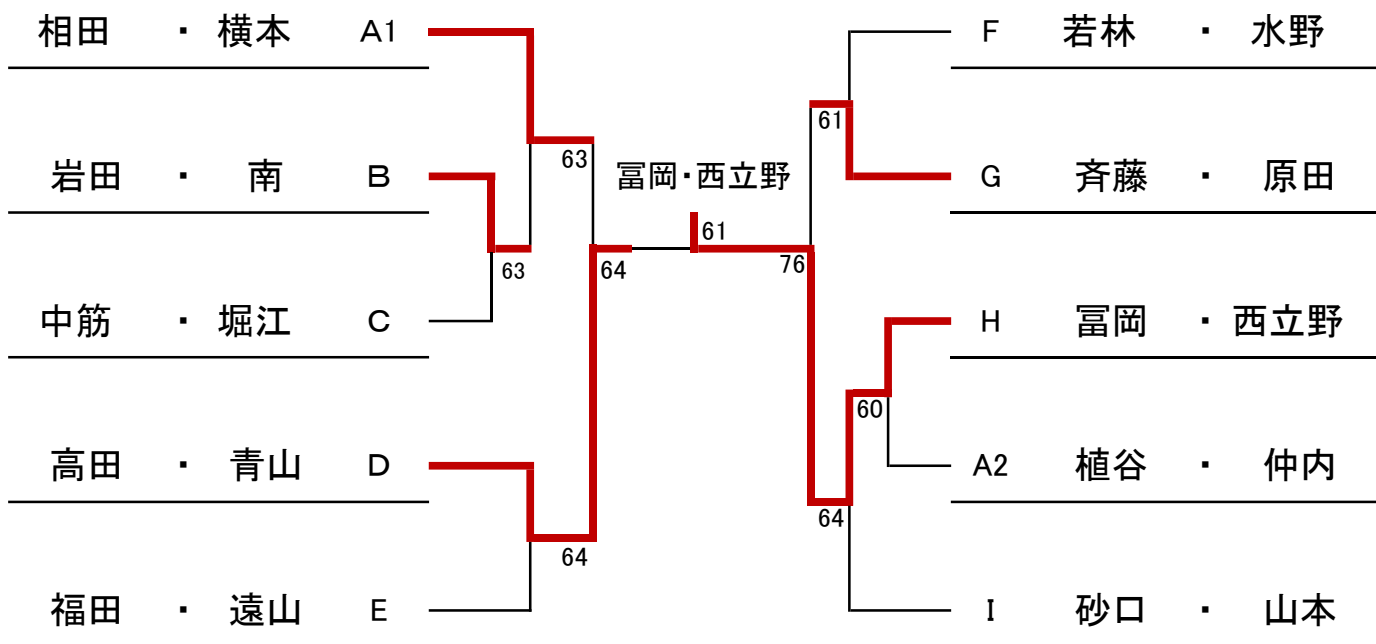 相田 ・ 横本 A1
F 若林 ・ 水野
61
63
冨岡・西立野
岩田 ・ 南 B
G 斉藤 ・ 原田
61
63
64
76
中筋 ・ 堀江 C
H 冨岡 ・ 西立野
60
高田 ・ 青山 D
A2 植谷 ・ 仲内
64
64
福田 ・ 遠山 E
I 砂口 ・ 山本